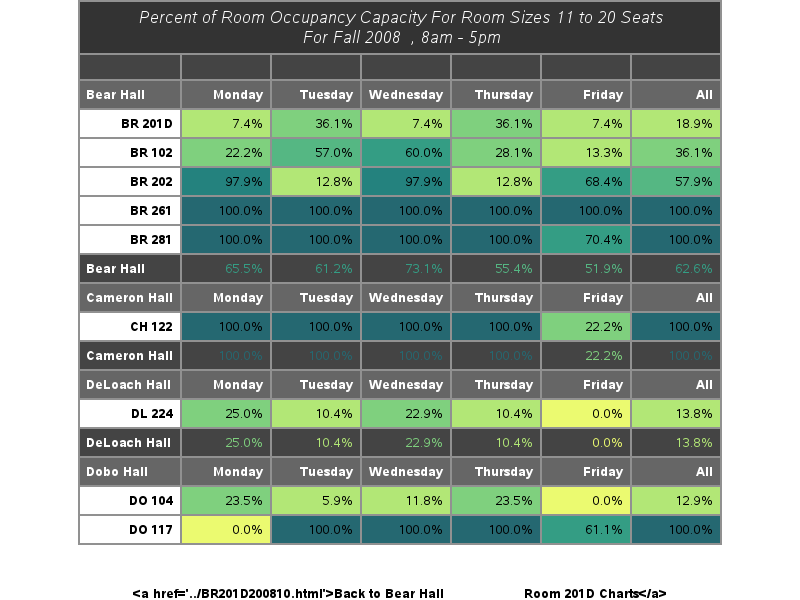 Percent of Room Occupancy Capacity For Room Sizes 11 to 20 Seats
For Fall 2008 , 8am - 5pm
Bear Hall Monday Tuesday Wednesday Thursday Friday All
BR 201D 7.4% 36.1% 7.4% 36.1% 7.4% 18.9%
BR 102 22.2% 57.0% 60.0% 28.1% 13.3% 36.1%
BR 202 97.9% 12.8% 97.9% 12.8% 68.4% 57.9%
BR 261 100.0% 100.0% 100.0% 100.0% 100.0% 100.0%
BR 281 100.0% 100.0% 100.0% 100.0% 70.4% 100.0%
Bear Hall 65.5% 61.2% 73.1% 55.4% 51.9% 62.6%
Cameron Hall Monday Tuesday Wednesday Thursday Friday All
CH 122 100.0% 100.0% 100.0% 100.0% 22.2% 100.0%
Cameron Hall 100.0% 100.0% 100.0% 100.0% 22.2% 100.0%
DeLoach Hall Monday Tuesday Wednesday Thursday Friday All
DL 224 25.0% 10.4% 22.9% 10.4% 0.0% 13.8%
DeLoach Hall 25.0% 10.4% 22.9% 10.4% 0.0% 13.8%
Dobo Hall Monday Tuesday Wednesday Thursday Friday All
DO 104 23.5% 5.9% 11.8% 23.5% 0.0% 12.9%
DO 117 0.0% 100.0% 100.0% 100.0% 61.1% 100.0%
<a href='../BR201D200810.html'>Back to Bear Hall Room 201D Charts</a>